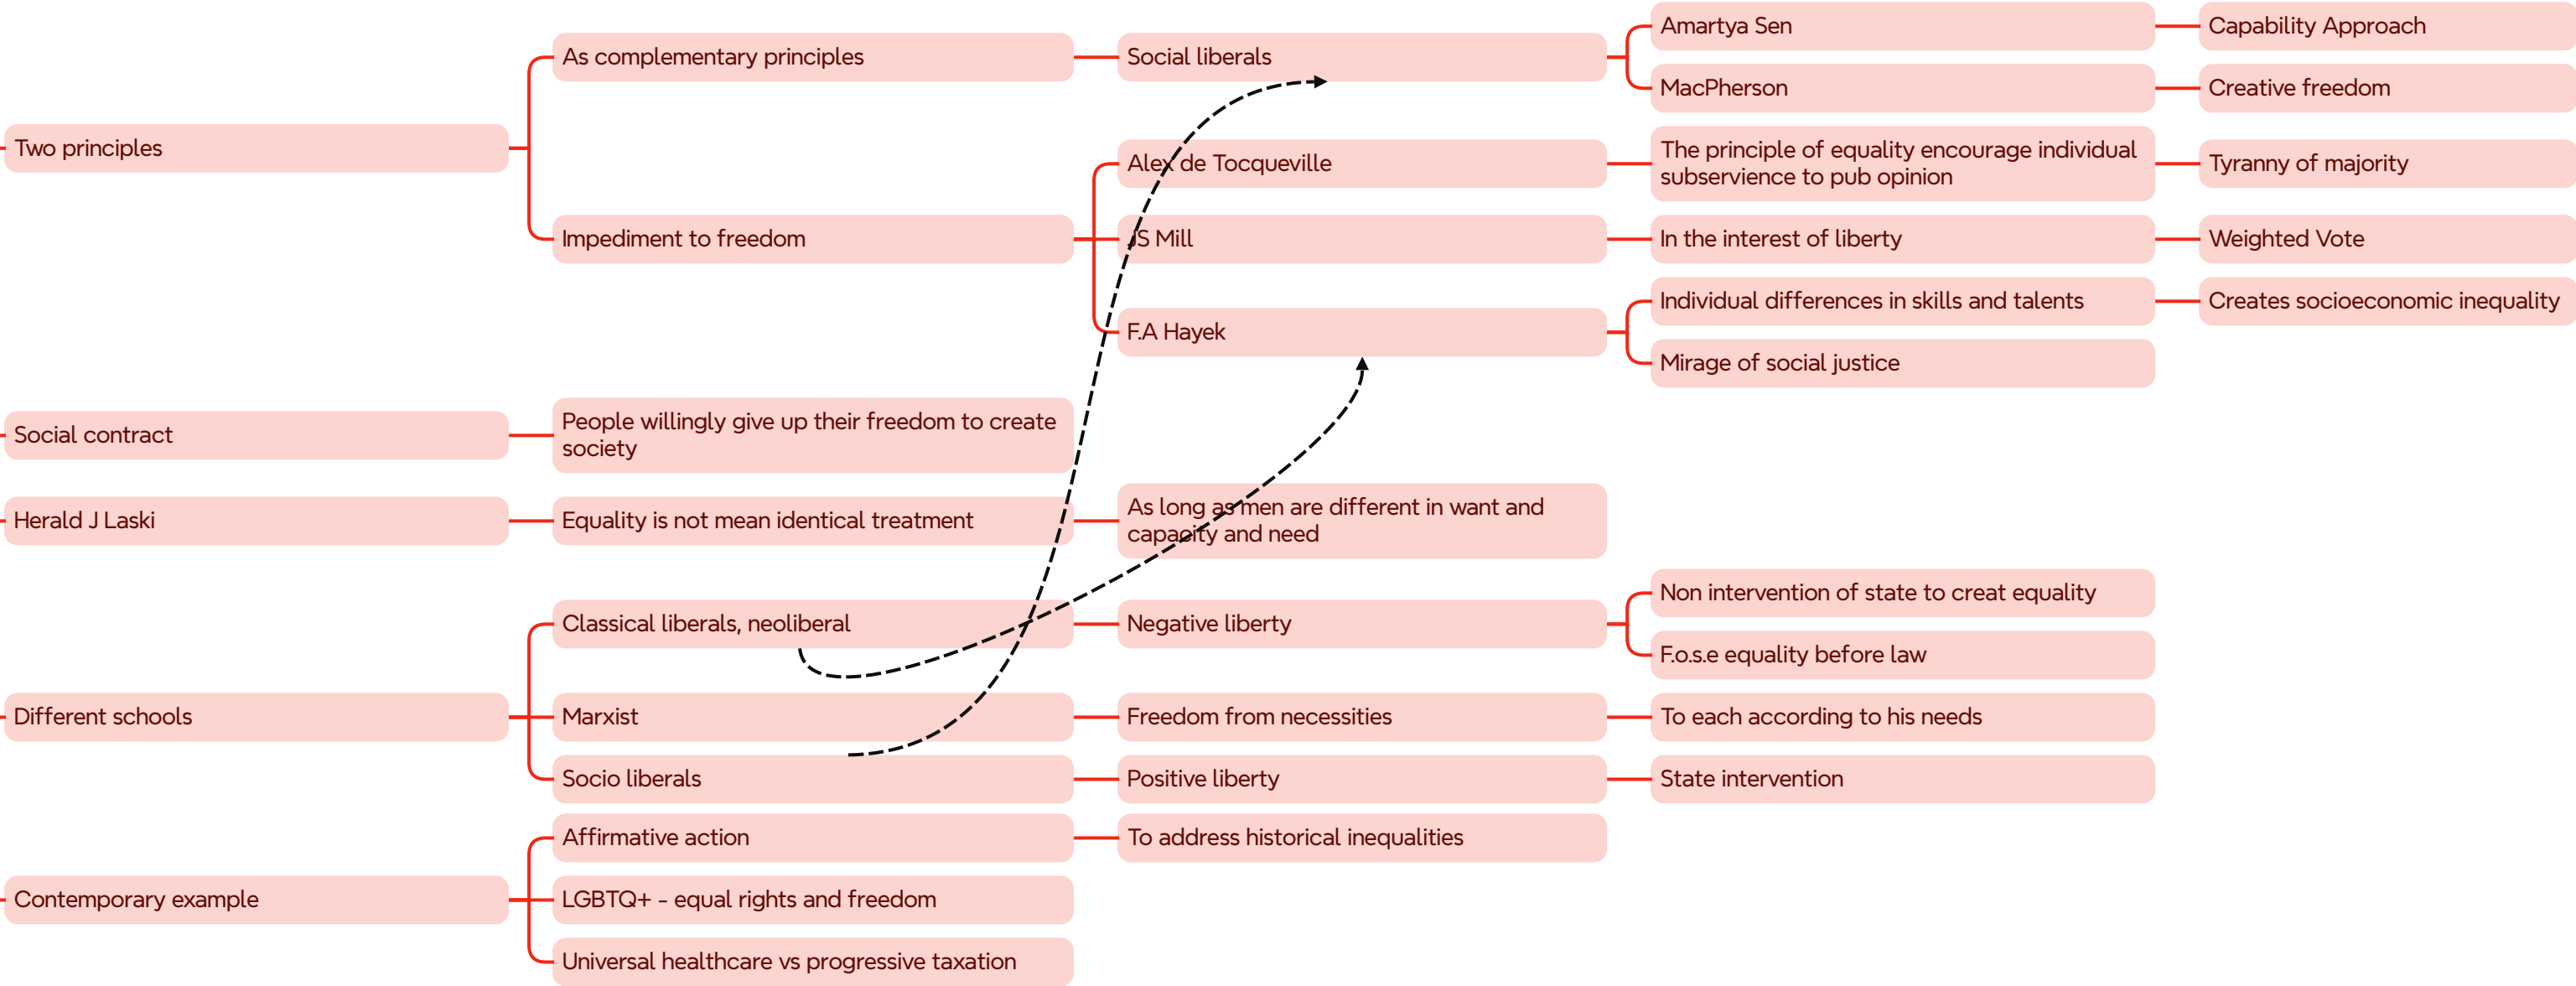 Two principles
As complementary principles
Social liberals
Amartya Sen
Capability Approach
MacPherson
Creative freedom
Impediment to freedom
Alex de Tocqueville
The principle of equality encourage individual
subservience to pub opinion
Tyranny of majority
JS Mill
In the interest of liberty
Weighted Vote
F.A Hayek
Individual differences in skills and talents
Creates socioeconomic inequality
Mirage of social justice
Social contract
People willingly give up their freedom to create
society
Herald J Laski
Equality is not mean identical treatment
As long as men are different in want and
capacity and need
Different schools
Classical liberals, neoliberal
Negative liberty
Non intervention of state to creat equality
F.o.s.e equality before law
Marxist
Freedom from necessities
To each according to his needs
Socio liberals
Positive liberty
State intervention
Contemporary example
Affirmative action
To address historical inequalities
LGBTQ+ - equal rights and freedom
Universal healthcare vs progressive taxation